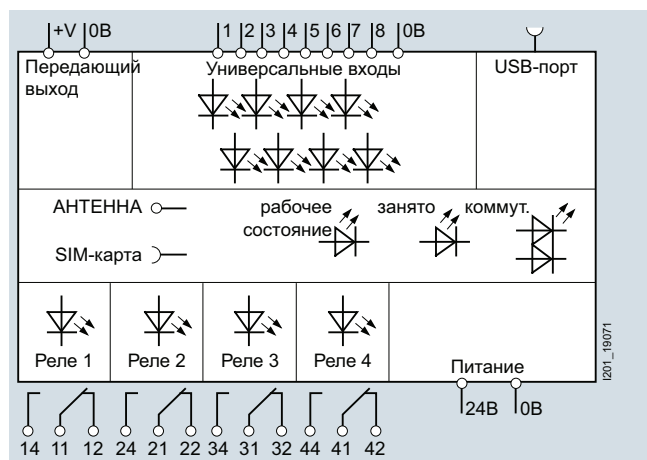 +V 0В 1 2 3 4 5 6 7 8 0В
Передающий Универсальные входы USB-порт
выход
АНТЕННА рабочее занято коммут.
состояние
SIM-карта
Реле 1 Реле 2 Реле 3 Реле 4 Питание
24В 0В
14 11 12 24 21 22 34 31 32 44 41 42
I201_19071